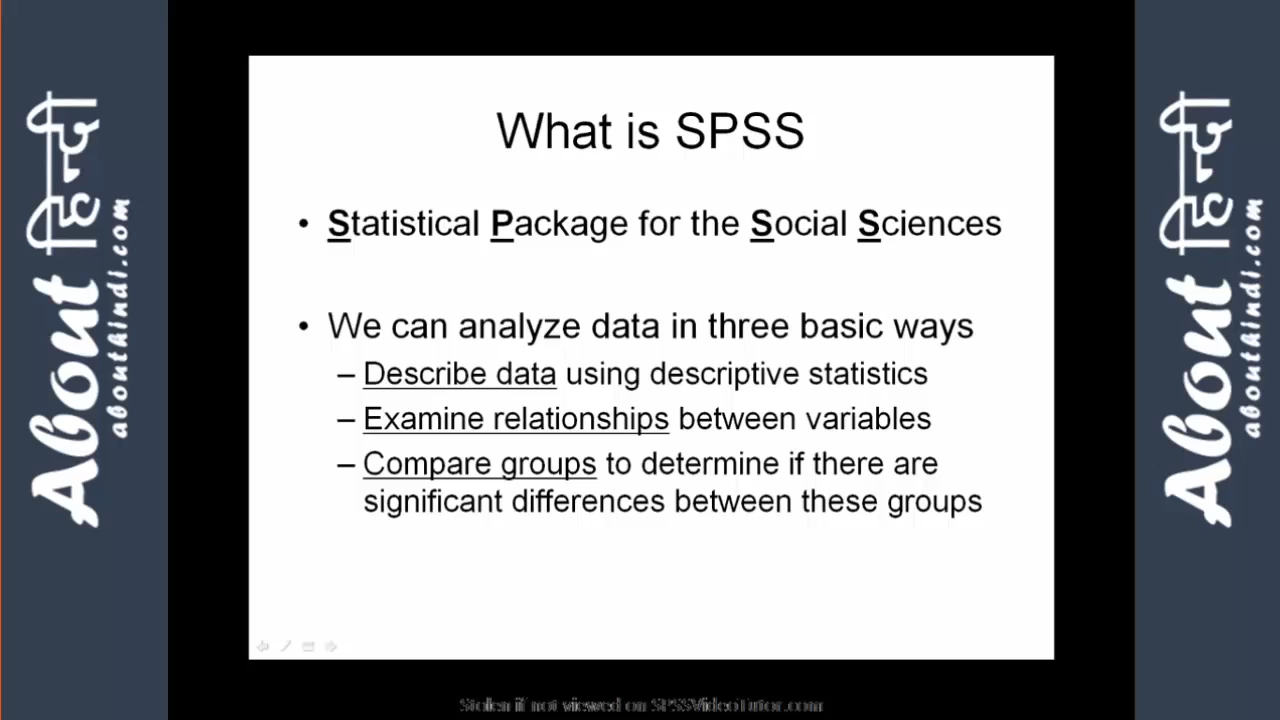 What is SPSS
• Statistical Package for the Social Sciences
• We can analyze data in three basic ways
– Describe data using descriptive statistics
– Examine relationships between variables
– Compare groups to determine if there are
significant differences between these groups
About हिन्दी
abouthindi.com
About हिन्दी
abouthindi.com
Stolen if not viewed on SPSSVideoTutor.com